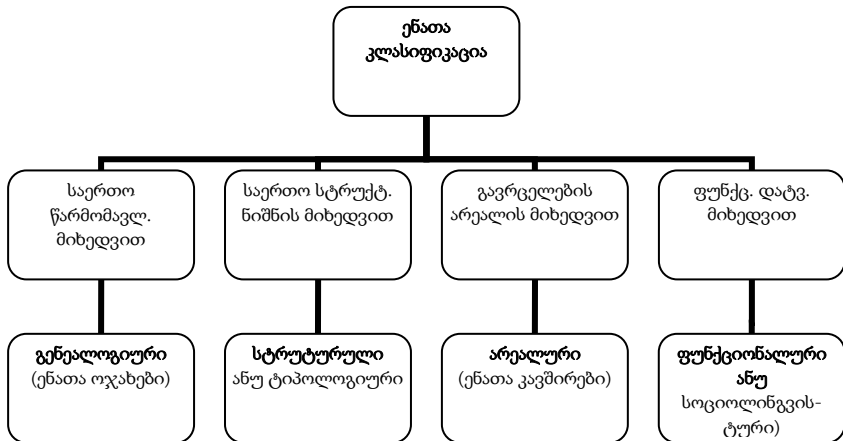 ენათა
კლასიფიკაცია
საერთო
წარმომავლ.
მიხედვით
საერთო სტრუქტ.
ნიშნის მიხედვით
გავრცელების
არეალის მიხედვით
ფუნქც. დატვ.
მიხედვით
გენეალოგიური
(ენათა ოჯახები)
სტრუტურული
ანუ ტიპოლოგიური
არეალური
(ენათა კავშირები)
ფუნქციონალური
ანუ
სოციოლინგვის-
ტური)